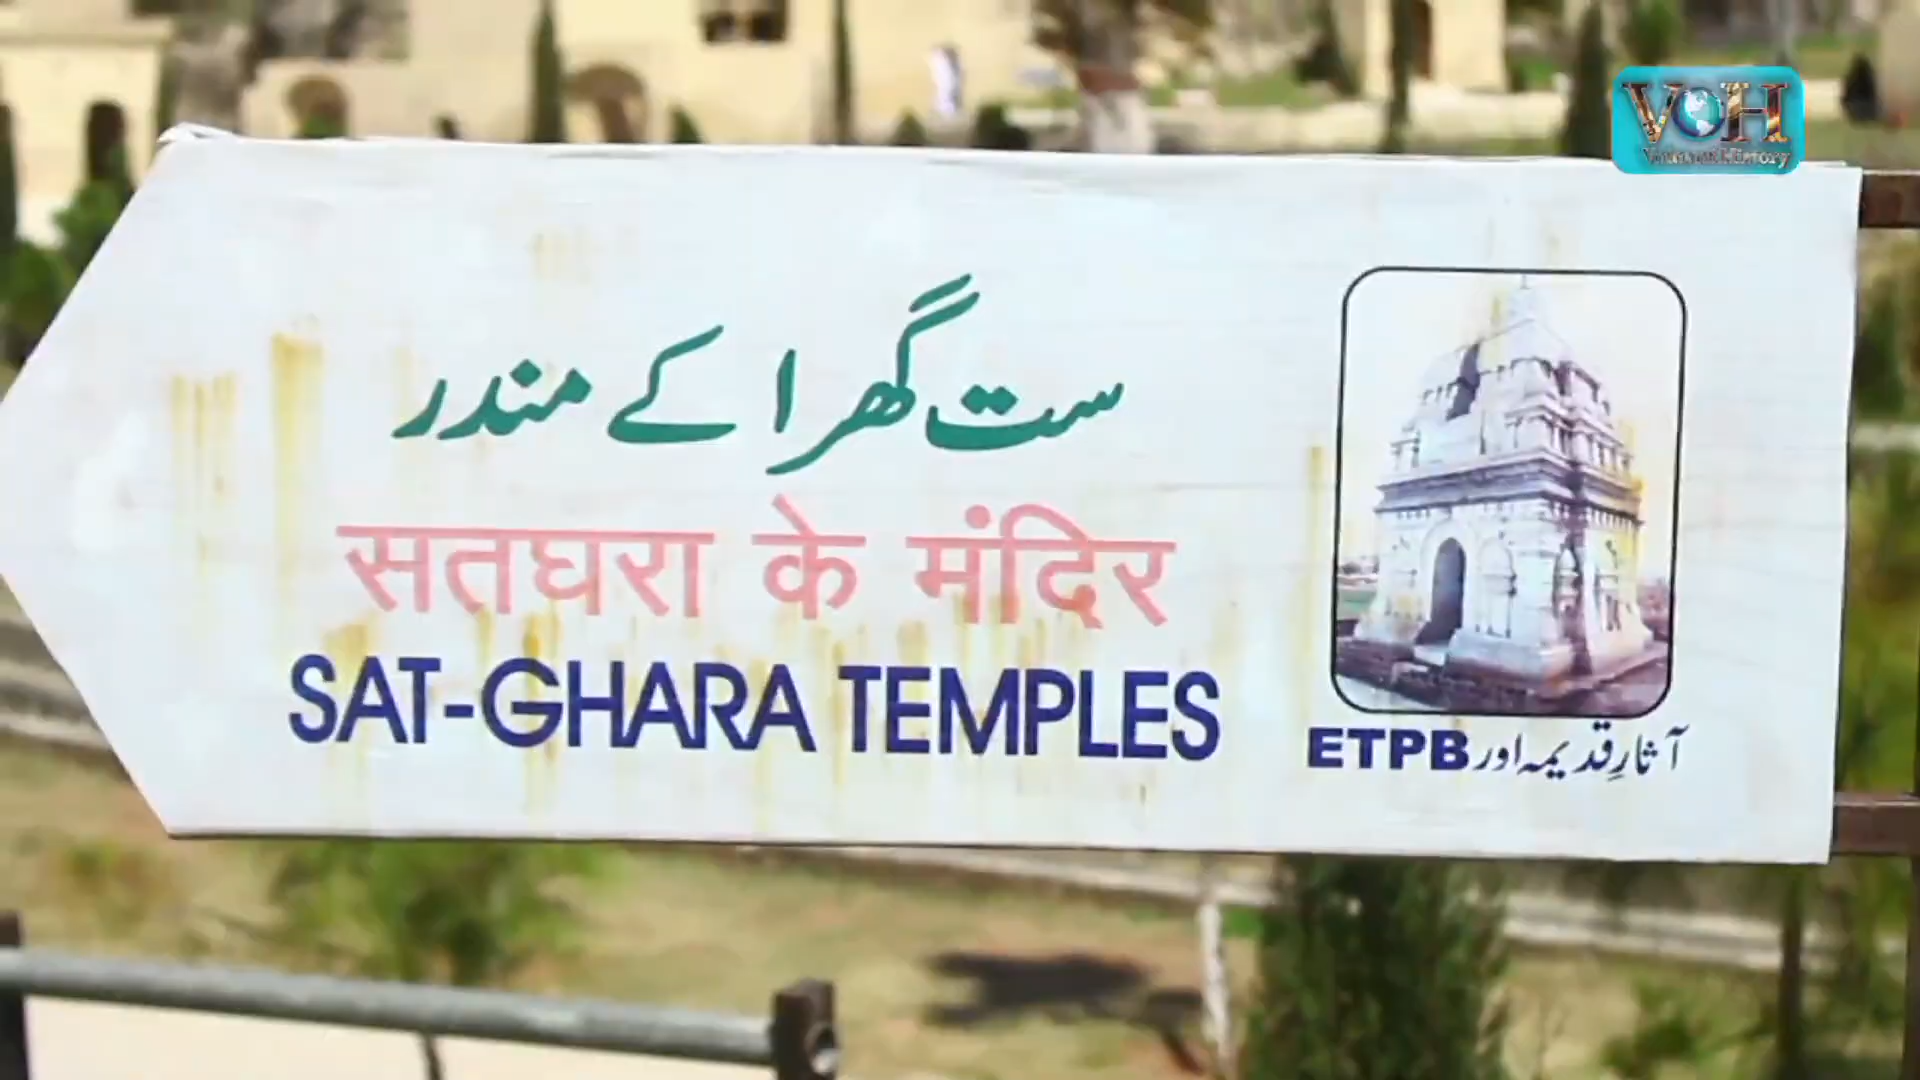 VOH
ست گھرا کے مندر
सतघरा के मंदिर
SAT-GHARA TEMPLES
آثارِ قدیمہ اور ETPB